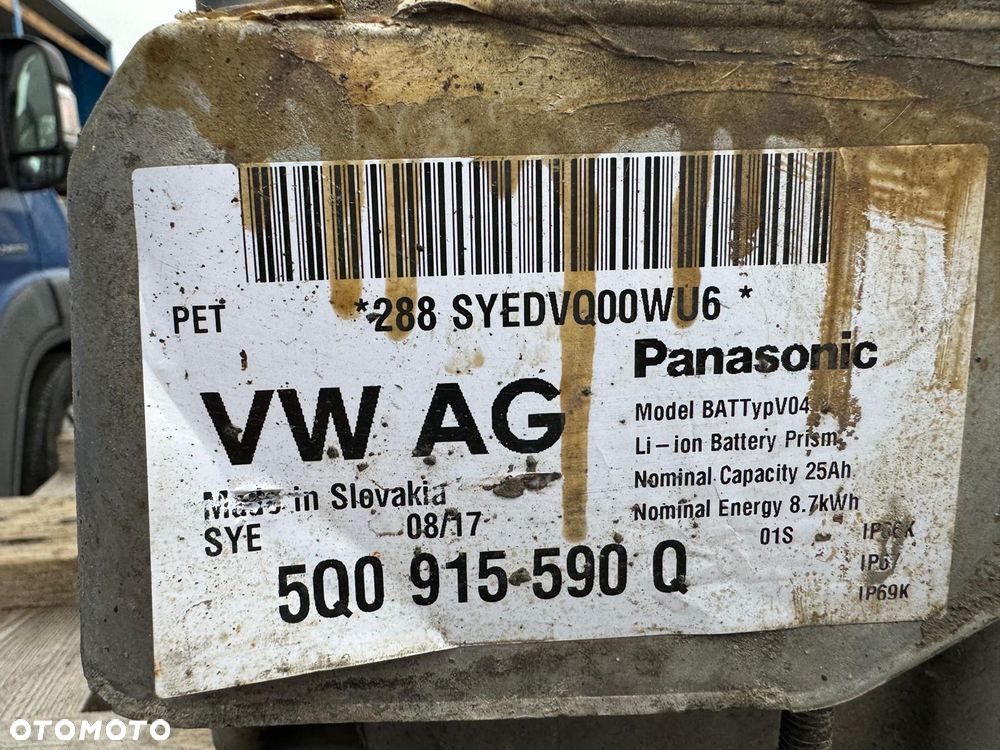 *288 SYEDVQ00WU6 *
PET
VW AG
Panasonic
Model BATTypV04
Li-ion Battery Prism.
Nominal Capacity 25Ah
Nominal Energy 8.7kWh
01S
Made in Slovakia
SYE 08/17
5Q0 915 590 Q
IP69K
OTOMOTO